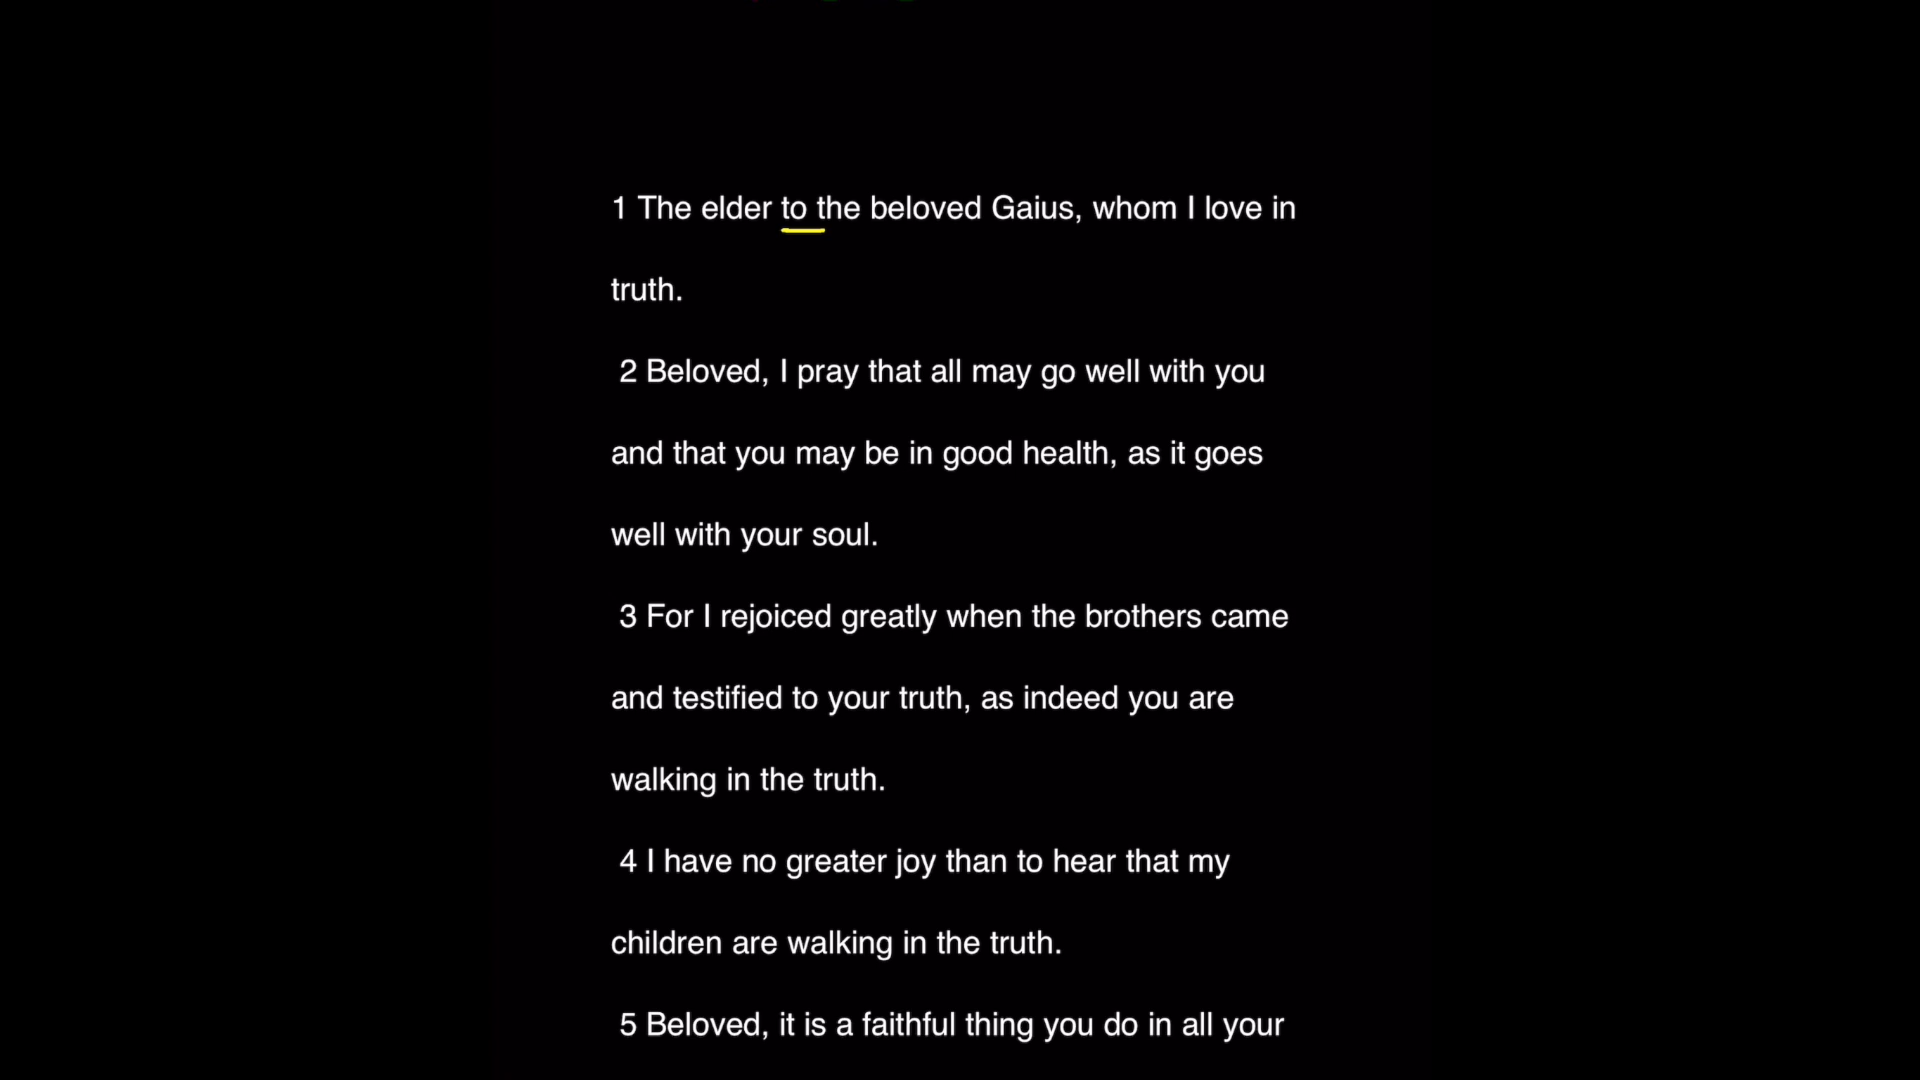 1 The elder to the beloved Gaius, whom I love in
truth.
2 Beloved, I pray that all may go well with you
and that you may be in good health, as it goes
well with your soul.
3 For I rejoiced greatly when the brothers came
and testified to your truth, as indeed you are
walking in the truth.
4 I have no greater joy than to hear that my
children are walking in the truth.
5 Beloved, it is a faithful thing you do in all your